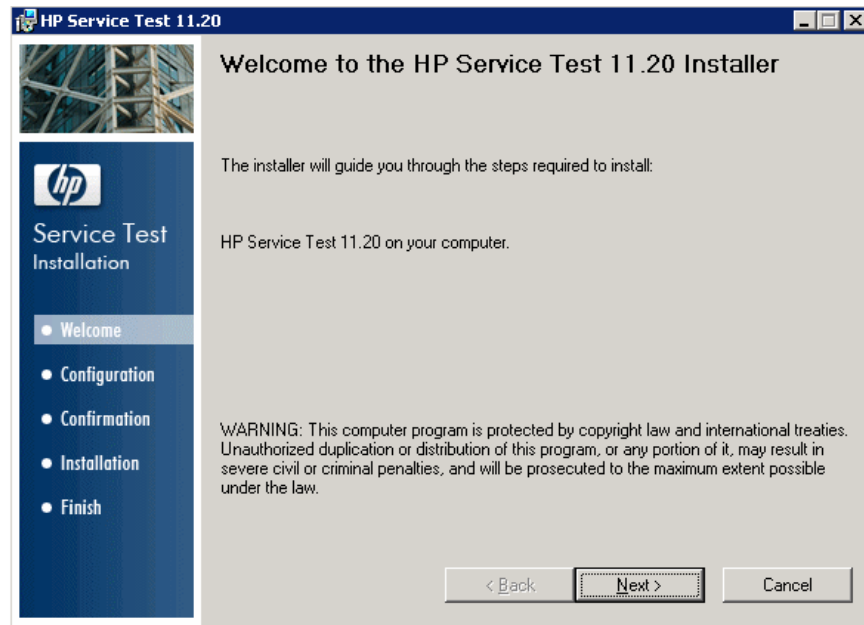 HP Service Test 11.20
Welcome to the HP Service Test 11.20 Installer
The installer will guide you through the steps required to install:
hp
Service Test
Installation
HP Service Test 11.20 on your computer.
Welcome
Configuration
Confirmation
Installation
Finish
WARNING: This computer program is protected by copyright law and international treaties.
Unauthorized duplication or distribution of this program, or any portion of it, may result in
severe civil or criminal penalties, and will be prosecuted to the maximum extent possible
under the law.
< Back
Next >
Cancel